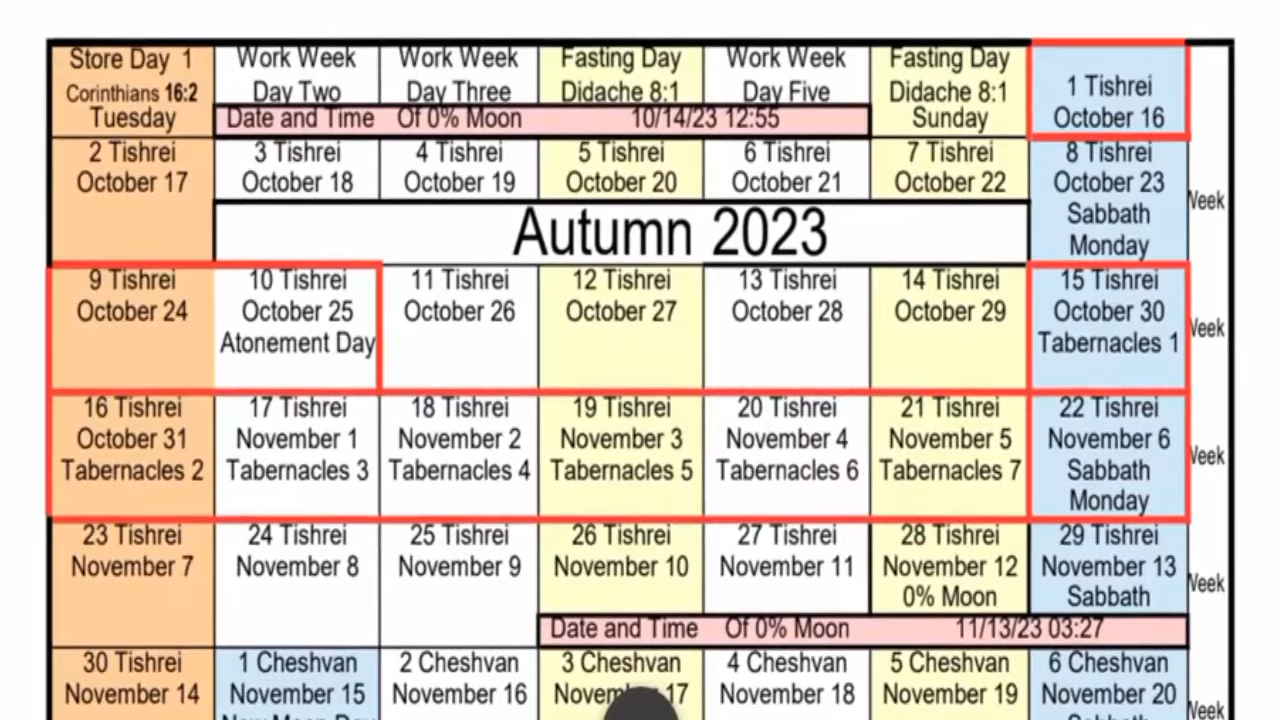 Store Day 1
Corinthians 16:2
Tuesday
Work Week
Day Two
Work Week
Day Three
Fasting Day
Didache 8:1
Work Week
Day Five
Fasting Day
Didache 8:1
Sunday
1 Tishrei
October 16
Date and Time Of 0% Moon 10/14/23 12:55
2 Tishrei
October 17
3 Tishrei
October 18
4 Tishrei
October 19
5 Tishrei
October 20
6 Tishrei
October 21
7 Tishrei
October 22
8 Tishrei
October 23
Sabbath
Monday
Week
Autumn 2023
9 Tishrei
October 24
10 Tishrei
October 25
Atonement Day
11 Tishrei
October 26
12 Tishrei
October 27
13 Tishrei
October 28
14 Tishrei
October 29
15 Tishrei
October 30
Tabernacles 1
Week
16 Tishrei
October 31
Tabernacles 2
17 Tishrei
November 1
Tabernacles 3
18 Tishrei
November 2
Tabernacles 4
19 Tishrei
November 3
Tabernacles 5
20 Tishrei
November 4
Tabernacles 6
21 Tishrei
November 5
Tabernacles 7
22 Tishrei
November 6
Sabbath
Monday
Week
23 Tishrei
November 7
24 Tishrei
November 8
25 Tishrei
November 9
26 Tishrei
November 10
27 Tishrei
November 11
28 Tishrei
November 12
0% Moon
29 Tishrei
November 13
Sabbath
Week
Date and Time Of 0% Moon 11/13/23 03:27
30 Tishrei
November 14
1 Cheshvan
November 15
New Moon Day
2 Cheshvan
November 16
3 Cheshvan
17
4 Cheshvan
November 18
5 Cheshvan
November 19
6 Cheshvan
November 20
Sabbath
Week